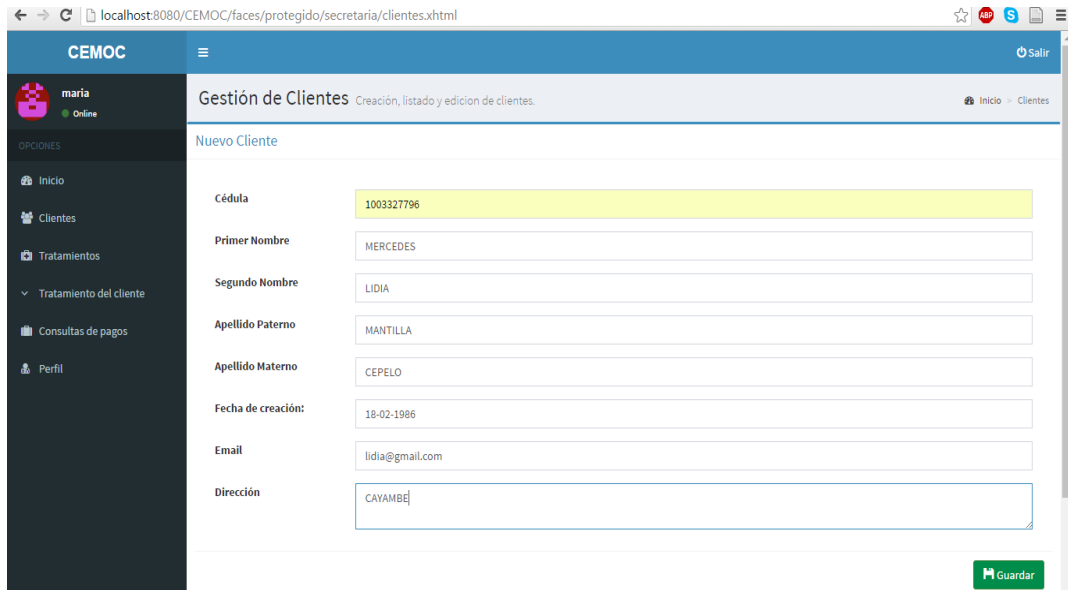 localhost:8080/CEMOC/faces/protegido/secretaria/clientes.xhtml
ABP
S
CEMOC
Salir
maria
Online
Gestión de Clientes Creación, listado y edicion de clientes.
Inicio > Clientes
OPCIONES
Nuevo Cliente
Inicio
Clientes
Tratamientos
Tratamiento del cliente
Consultas de pagos
Perfil
Cédula
1003327796
Primer Nombre
MERCEDES
Segundo Nombre
LIDIA
Apellido Paterno
MANTILLA
Apellido Materno
CEPELO
Fecha de creación:
18-02-1986
Email
lidia@gmail.com
Dirección
CAYAMBE
Guardar